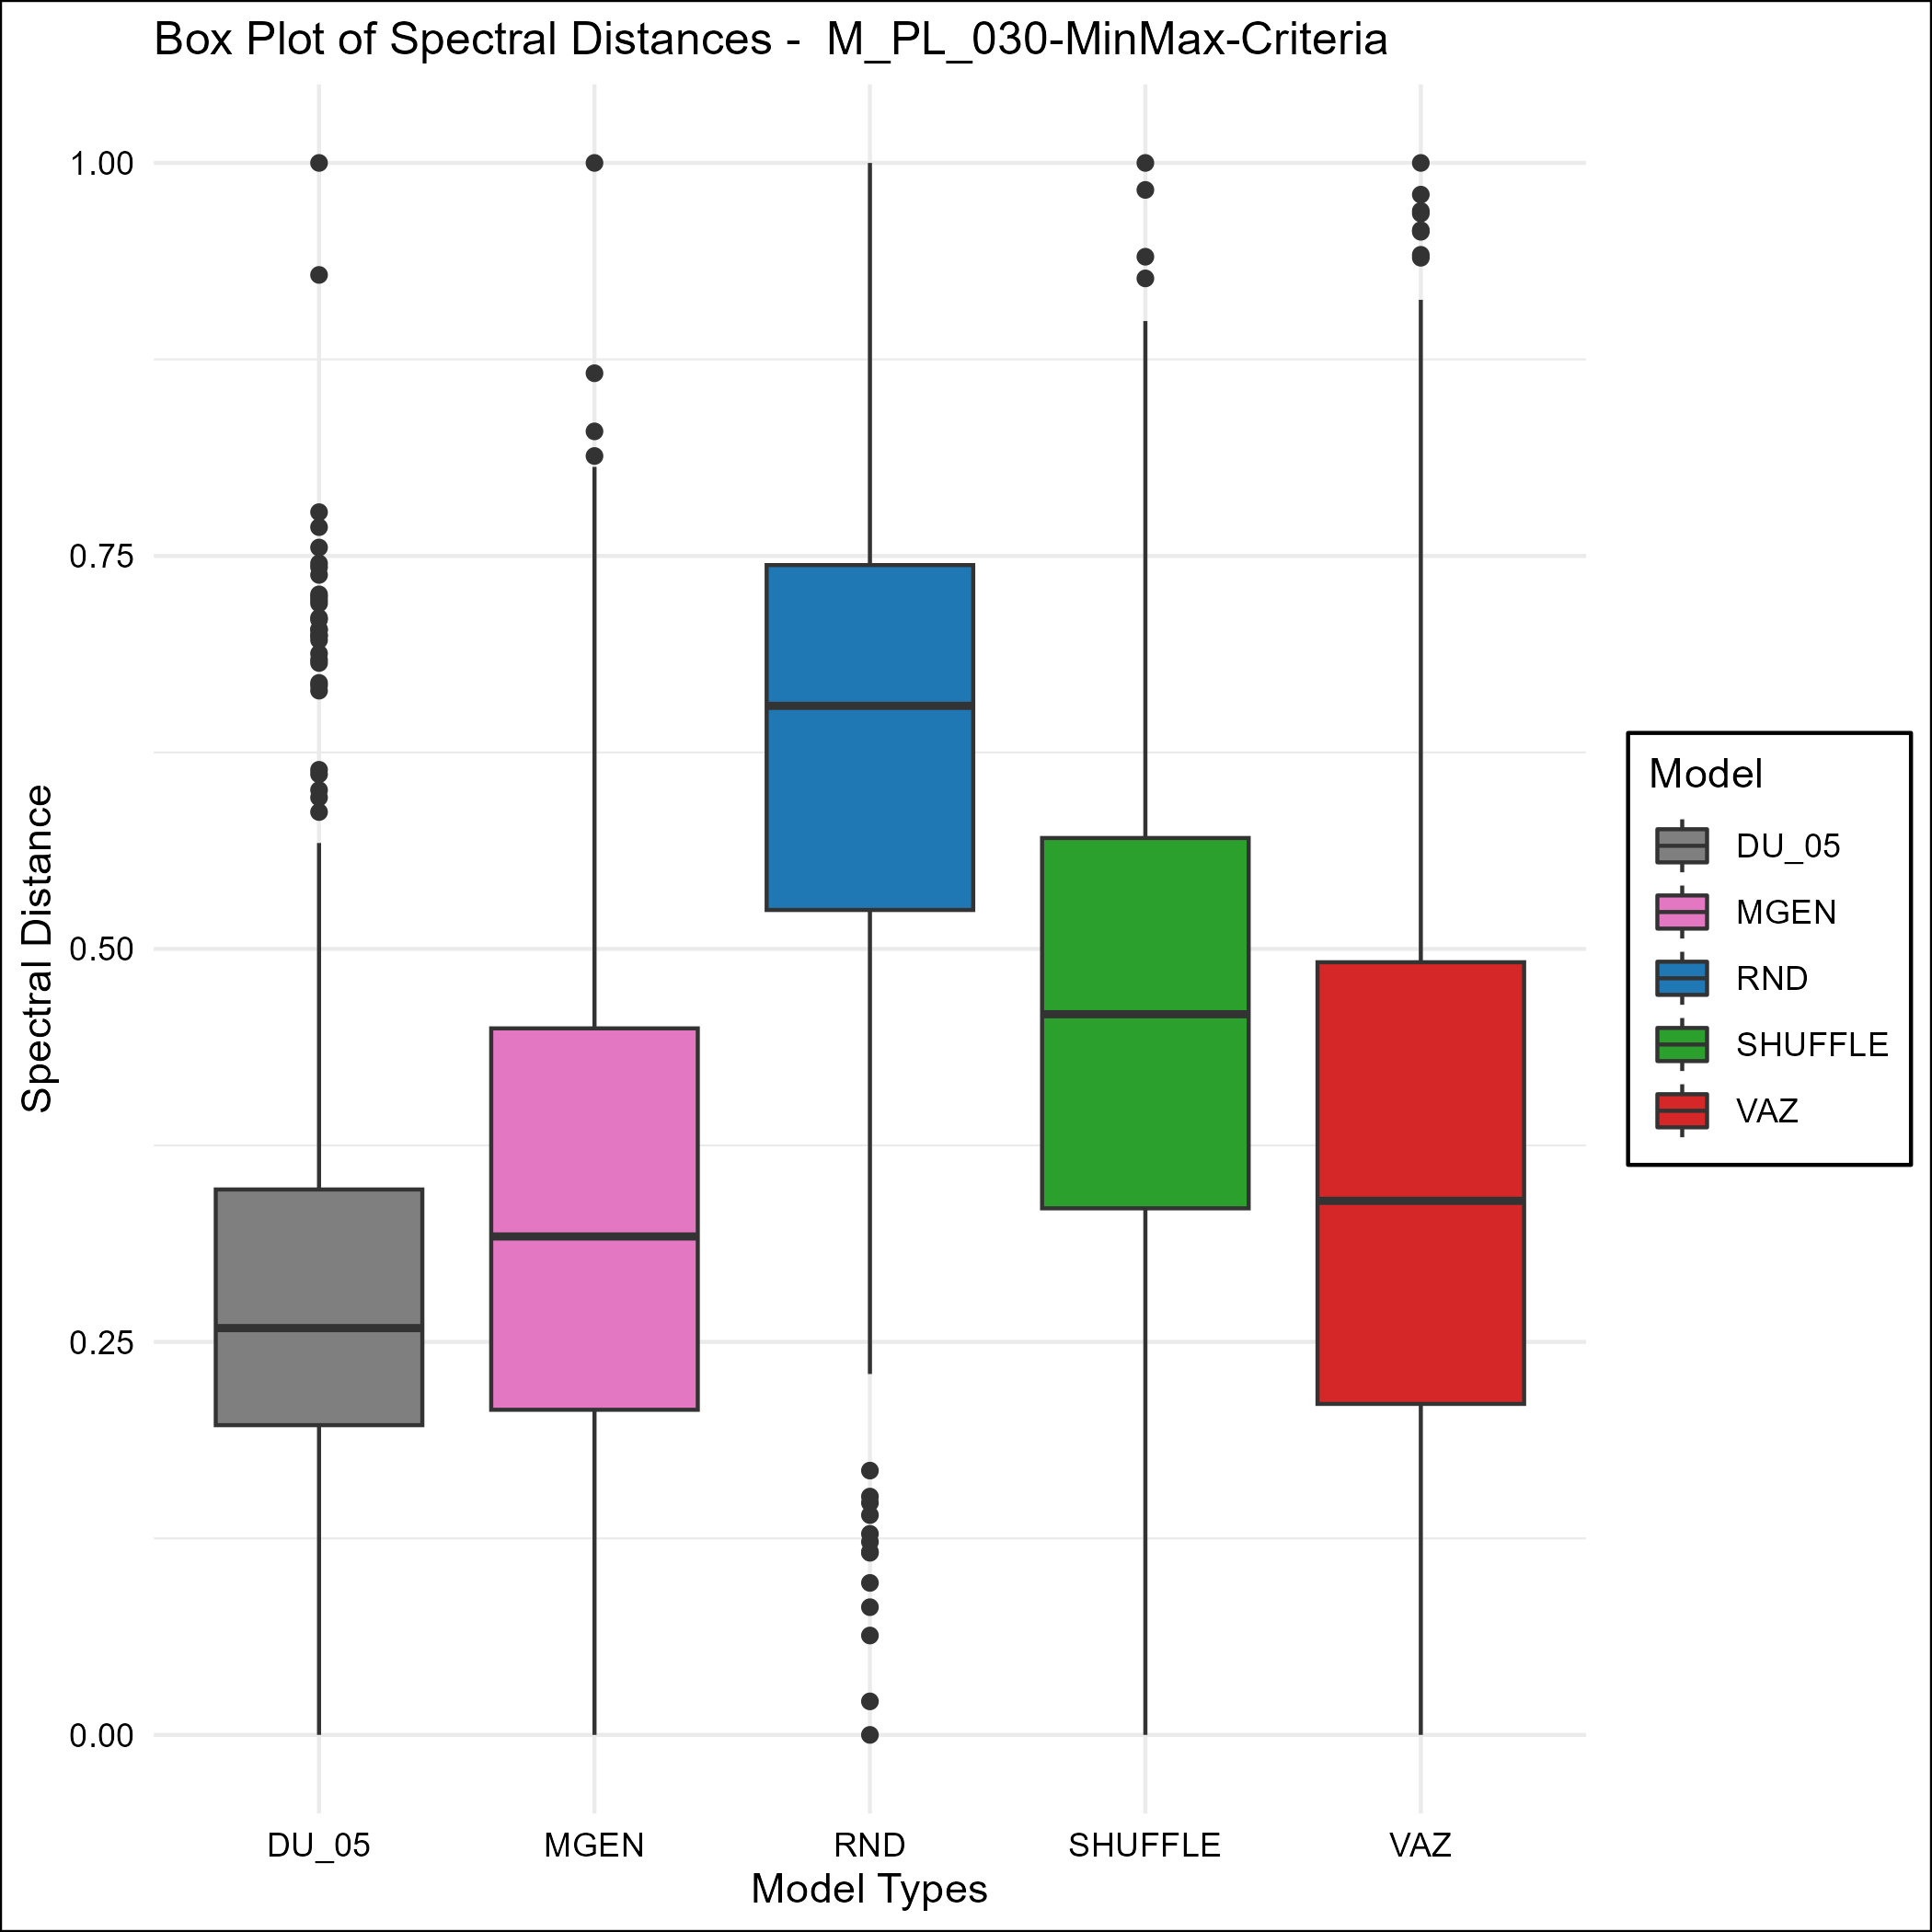 Box Plot of Spectral Distances -  M_PL_030-MinMax-Criteria
1.00
0.75
0.50
0.25
0.00
Spectral Distance
DU_05
MGEN
RND
SHUFFLE
VAZ
Model Types
Model
DU_05
MGEN
RND
SHUFFLE
VAZ